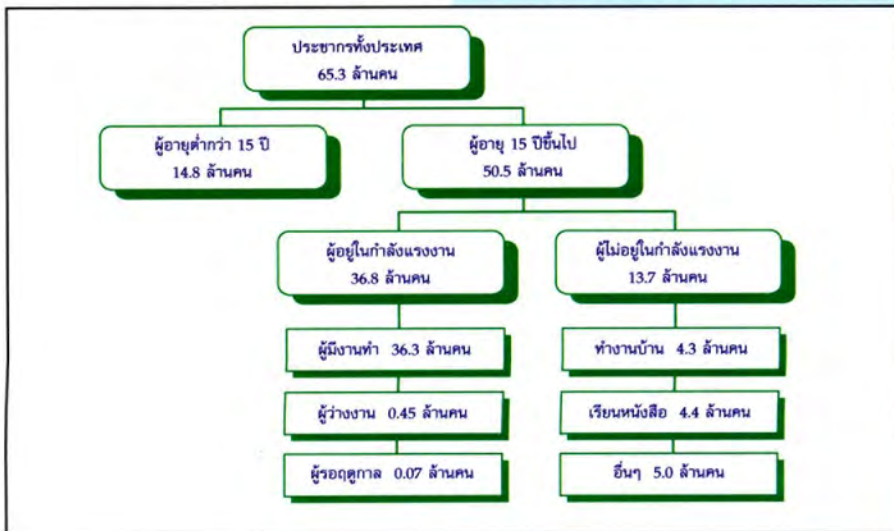 ประชากรทั้งประเทศ
65.3 ล้านคน
ผู้อายุต่ำกว่า 15 ปี
14.8 ล้านคน
ผู้อายุ 15 ปีขึ้นไป
50.5 ล้านคน
ผู้อยู่ในกำลังแรงงาน
36.8 ล้านคน
ผู้ไม่อยู่ในกำลังแรงงาน
13.7 ล้านคน
ผู้มีงานทำ 36.3 ล้านคน
ทำงานบ้าน 4.3 ล้านคน
ผู้ว่างงาน 0.45 ล้านคน
เรียนหนังสือ 4.4 ล้านคน
ผู้รอฤดูกาล 0.07 ล้านคน
อื่นๆ 5.0 ล้านคน